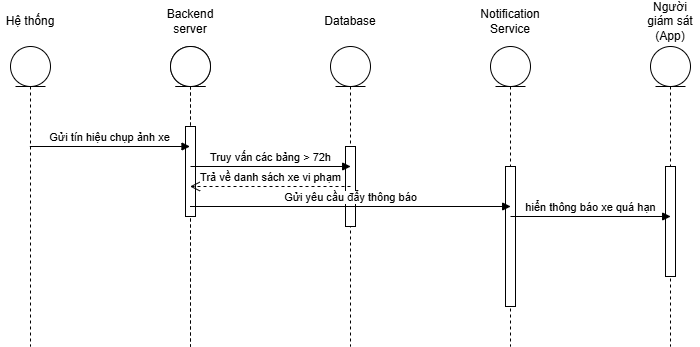 Hệ thống
Backend
server
Database
Notification
Service
Người
giám sát
(App)
Gửi tín hiệu chụp ảnh xe
Truy vấn các bảng > 72h
Trả về danh sách xe vi phạm
Gửi yêu cầu đẩy thông báo
hiển thông báo xe quá hạn